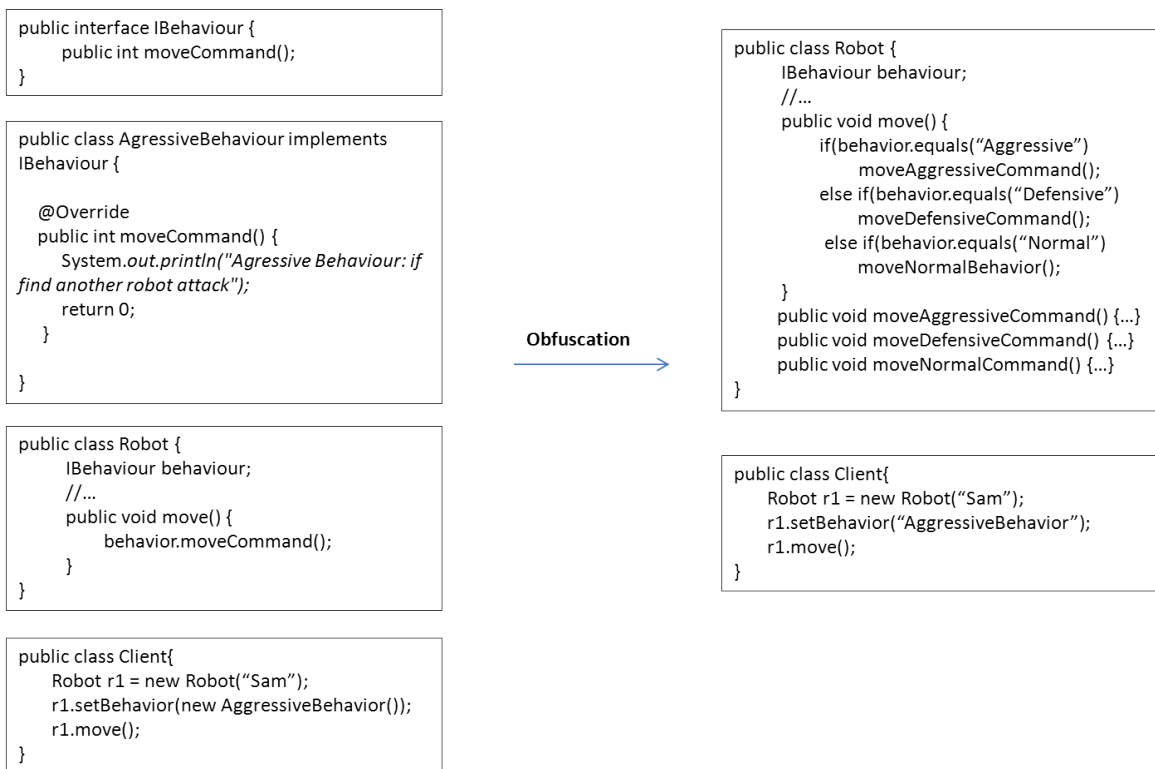 public interface IBehaviour {
public int moveCommand();
}
public class AgressiveBehaviour implements
IBehaviour {
@Override
public int moveCommand() {
System.out.println("Agressive Behaviour: if
find another robot attack");
return 0;
}
}
public class Robot {
IBehaviour behaviour;
//...
public void move() {
behavior.moveCommand();
}
}
public class Client{
Robot r1 = new Robot(“Sam”);
r1.setBehavior(new AggressiveBehavior());
r1.move();
}
Obfuscation
public class Robot {
IBehaviour behaviour;
//...
public void move() {
if(behavior.equals(“Aggressive”)
moveAggressiveCommand();
else if(behavior.equals(“Defensive”)
moveDefensiveCommand();
else if(behavior.equals(“Normal”)
moveNormalBehavior();
}
public void moveAggressiveCommand() {...}
public void moveDefensiveCommand() {...}
public void moveNormalCommand() {...}
}
public class Client{
Robot r1 = new Robot(“Sam”);
r1.setBehavior(“AggressiveBehavior”);
r1.move();
}